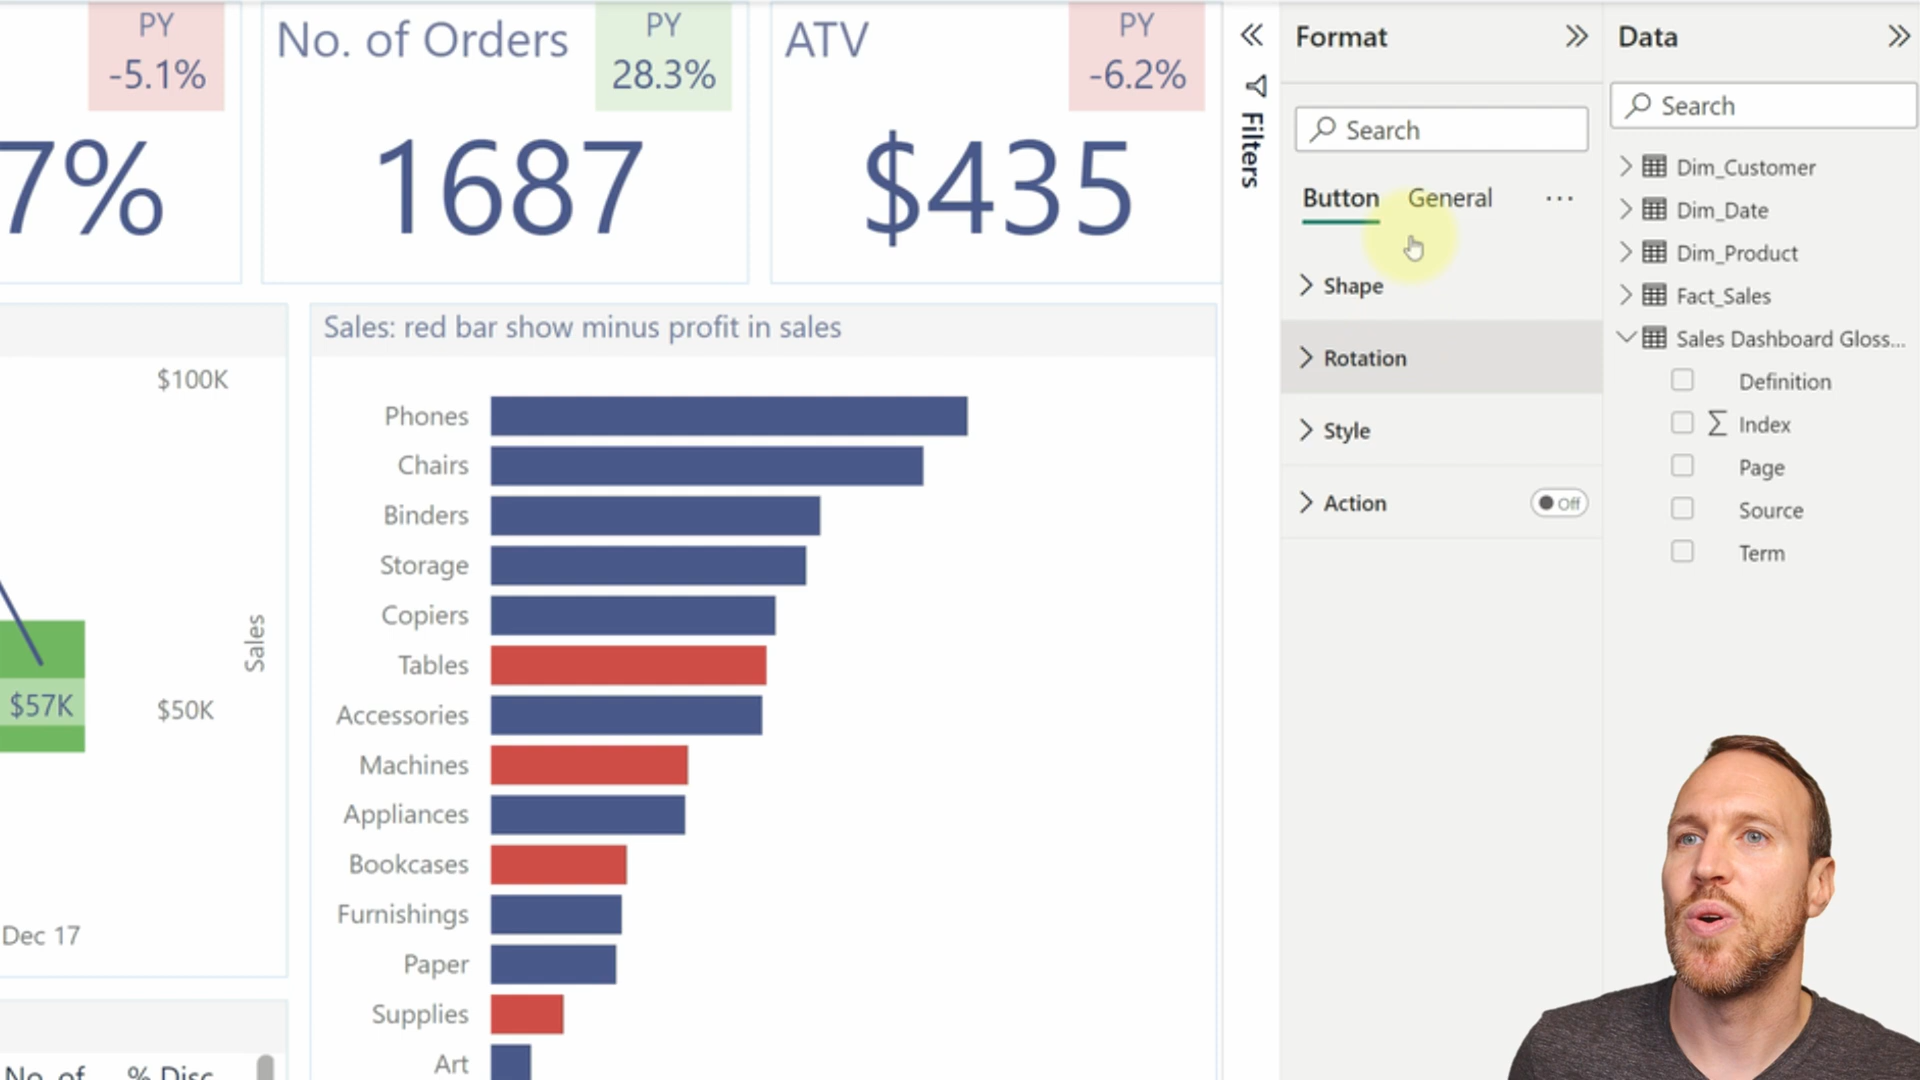 PY
-5.1%
7%
No. of Orders
PY
28.3%
1687
ATV
PY
-6.2%
$435
$100K
$50K
Sales
$57K
Dec 17
No. of % Disc
Sales: red bar show minus profit in sales
Phones
Chairs
Binders
Storage
Copiers
Tables
Accessories
Machines
Appliances
Bookcases
Furnishings
Paper
Supplies
Art
Filters
Format
Search
Button General ...
Shape
Rotation
Style
Action Off
Data
Search
Dim_Customer
Dim_Date
Dim_Product
Fact_Sales
Sales Dashboard Gloss...
Definition
∑ Index
Page
Source
Term